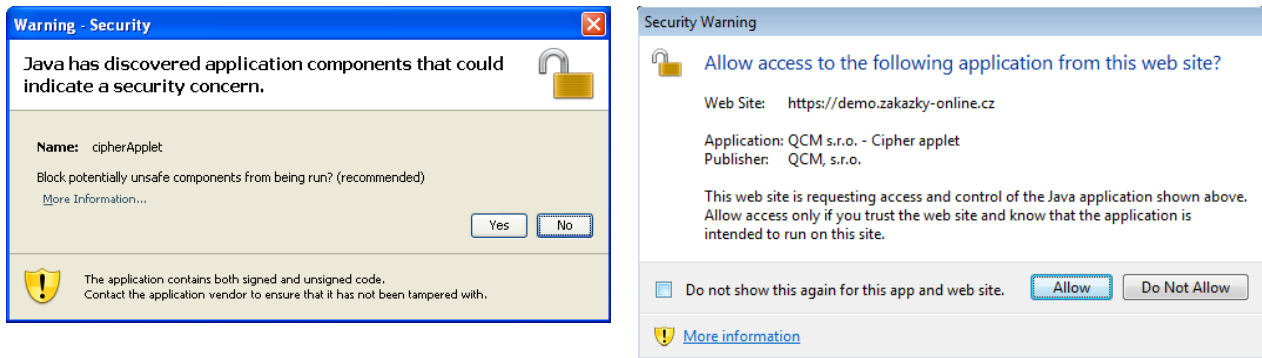 Warning - Security
Java has discovered application components that could
indicate a security concern.
Name: cipherApplet
Block potentially unsafe components from being run? (recommended)
More Information...
Yes No
The application contains both signed and unsigned code.
Contact the application vendor to ensure that it has not been tampered with.
Security Warning
Allow access to the following application from this web site?
Web Site: https://demo.zakazky-online.cz
Application: QCM s.r.o. - Cipher applet
Publisher: QCM, s.r.o.
This web site is requesting access and control of the Java application shown above.
Allow access only if you trust the web site and know that the application is
intended to run on this site.
Do not show this again for this app and web site. Allow Do Not Allow
More information